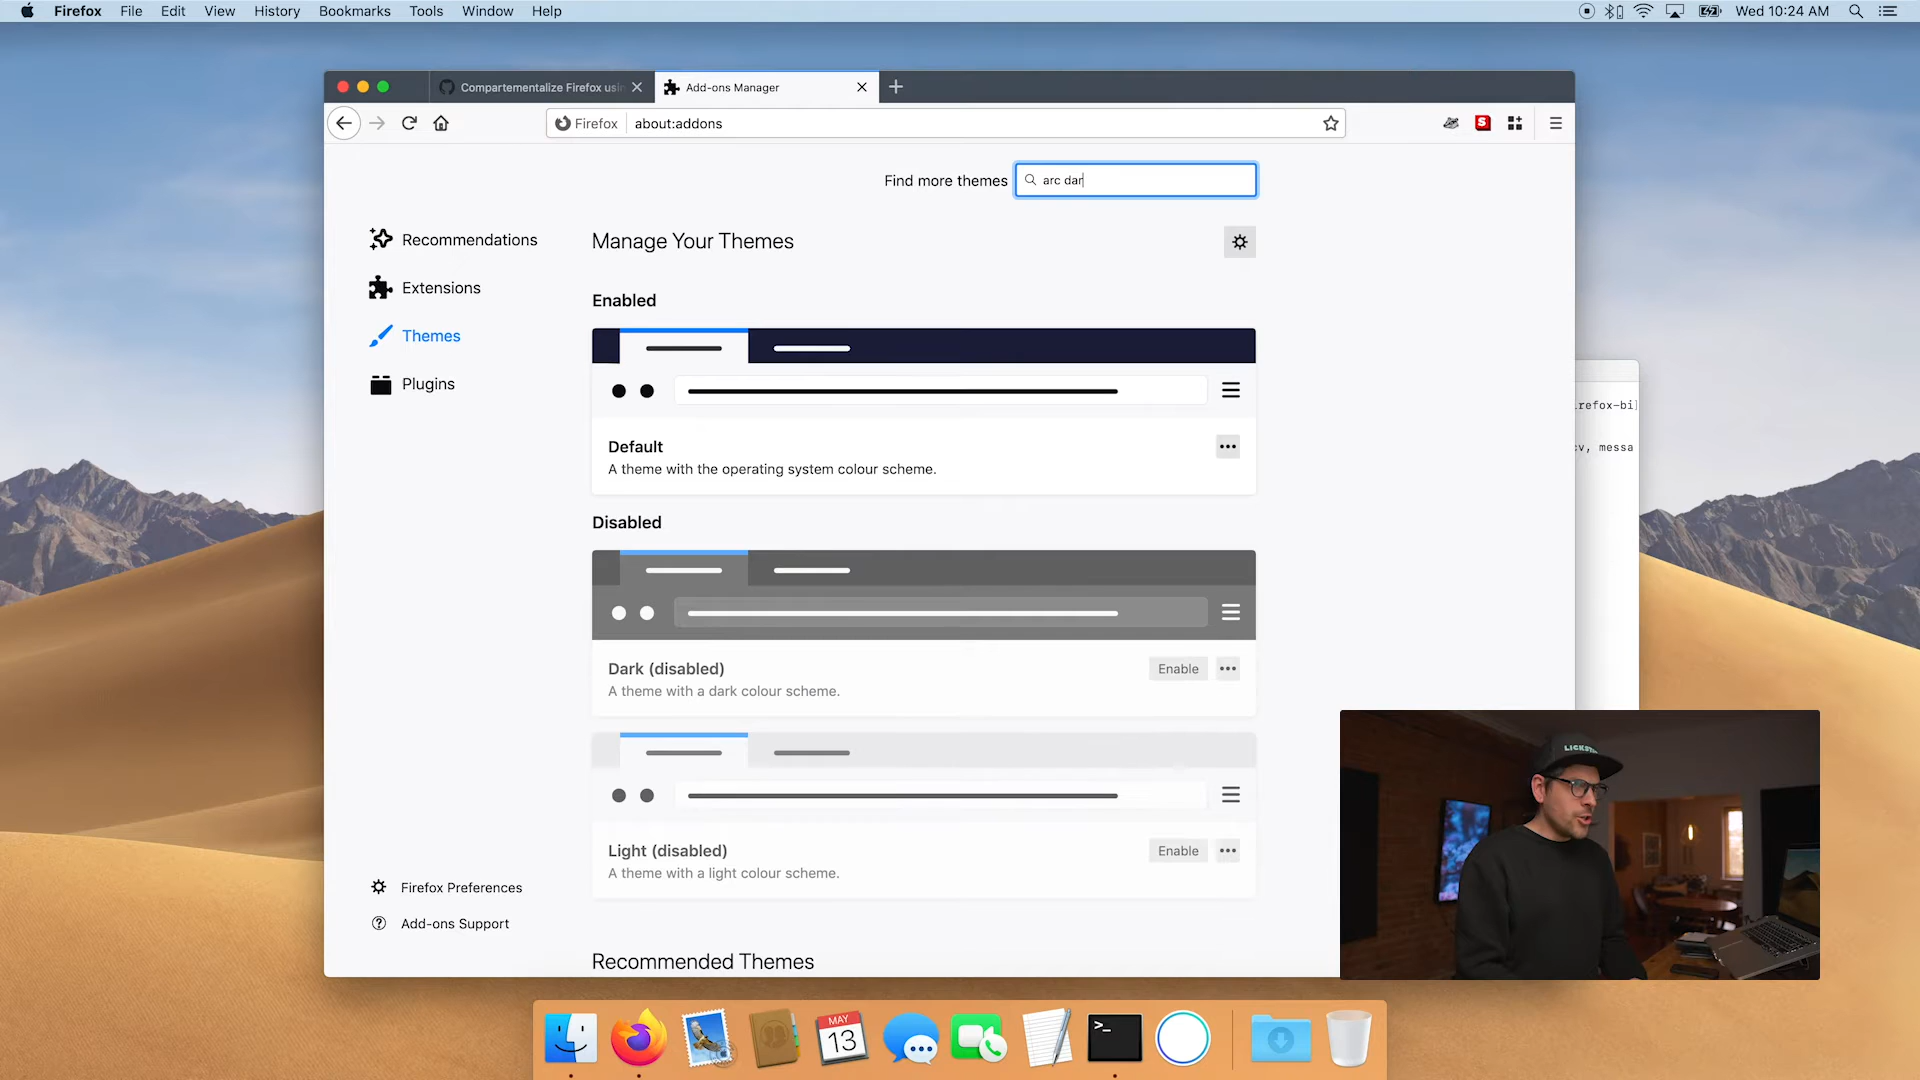 Firefox File Edit View History Bookmarks Tools Window Help
Wed 10:24 AM
Compartementalize Firefox usi
Add-ons Manager
Firefox about:addons
Find more themes
arc dar
Recommendations
Extensions
Themes
Plugins
Manage Your Themes
Enabled
Default
A theme with the operating system colour scheme.
Disabled
Dark (disabled)
Enable
A theme with a dark colour scheme.
Light (disabled)
Enable
A theme with a light colour scheme.
Recommended Themes
Firefox Preferences
Add-ons Support
irefox-bi]
cv, messa
MAY
13